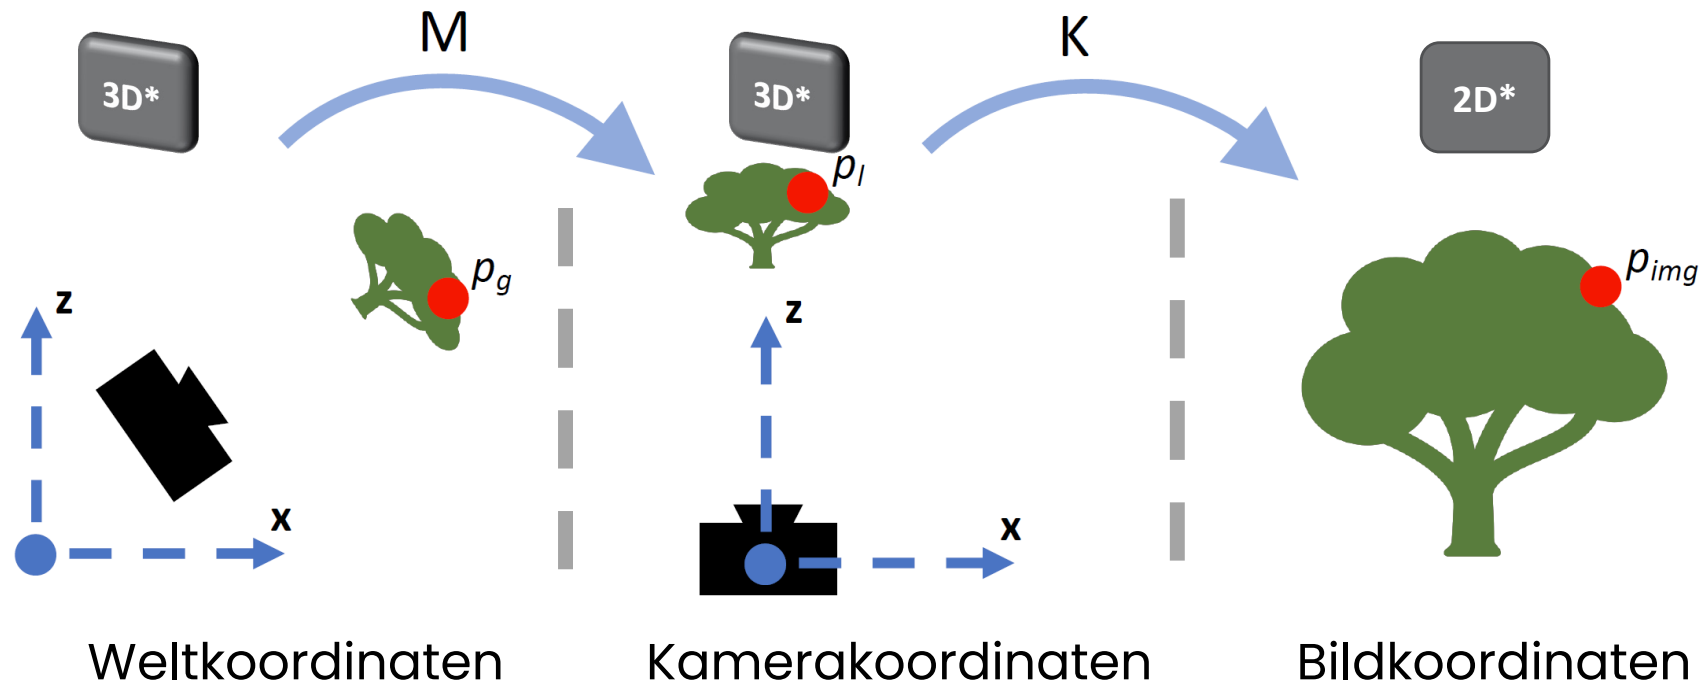 M
K
3D*
3D*
2D*
p_l
p_g
p_img
z
z
x
x
Weltkoordinaten
Kamerakoordinaten
Bildkoordinaten